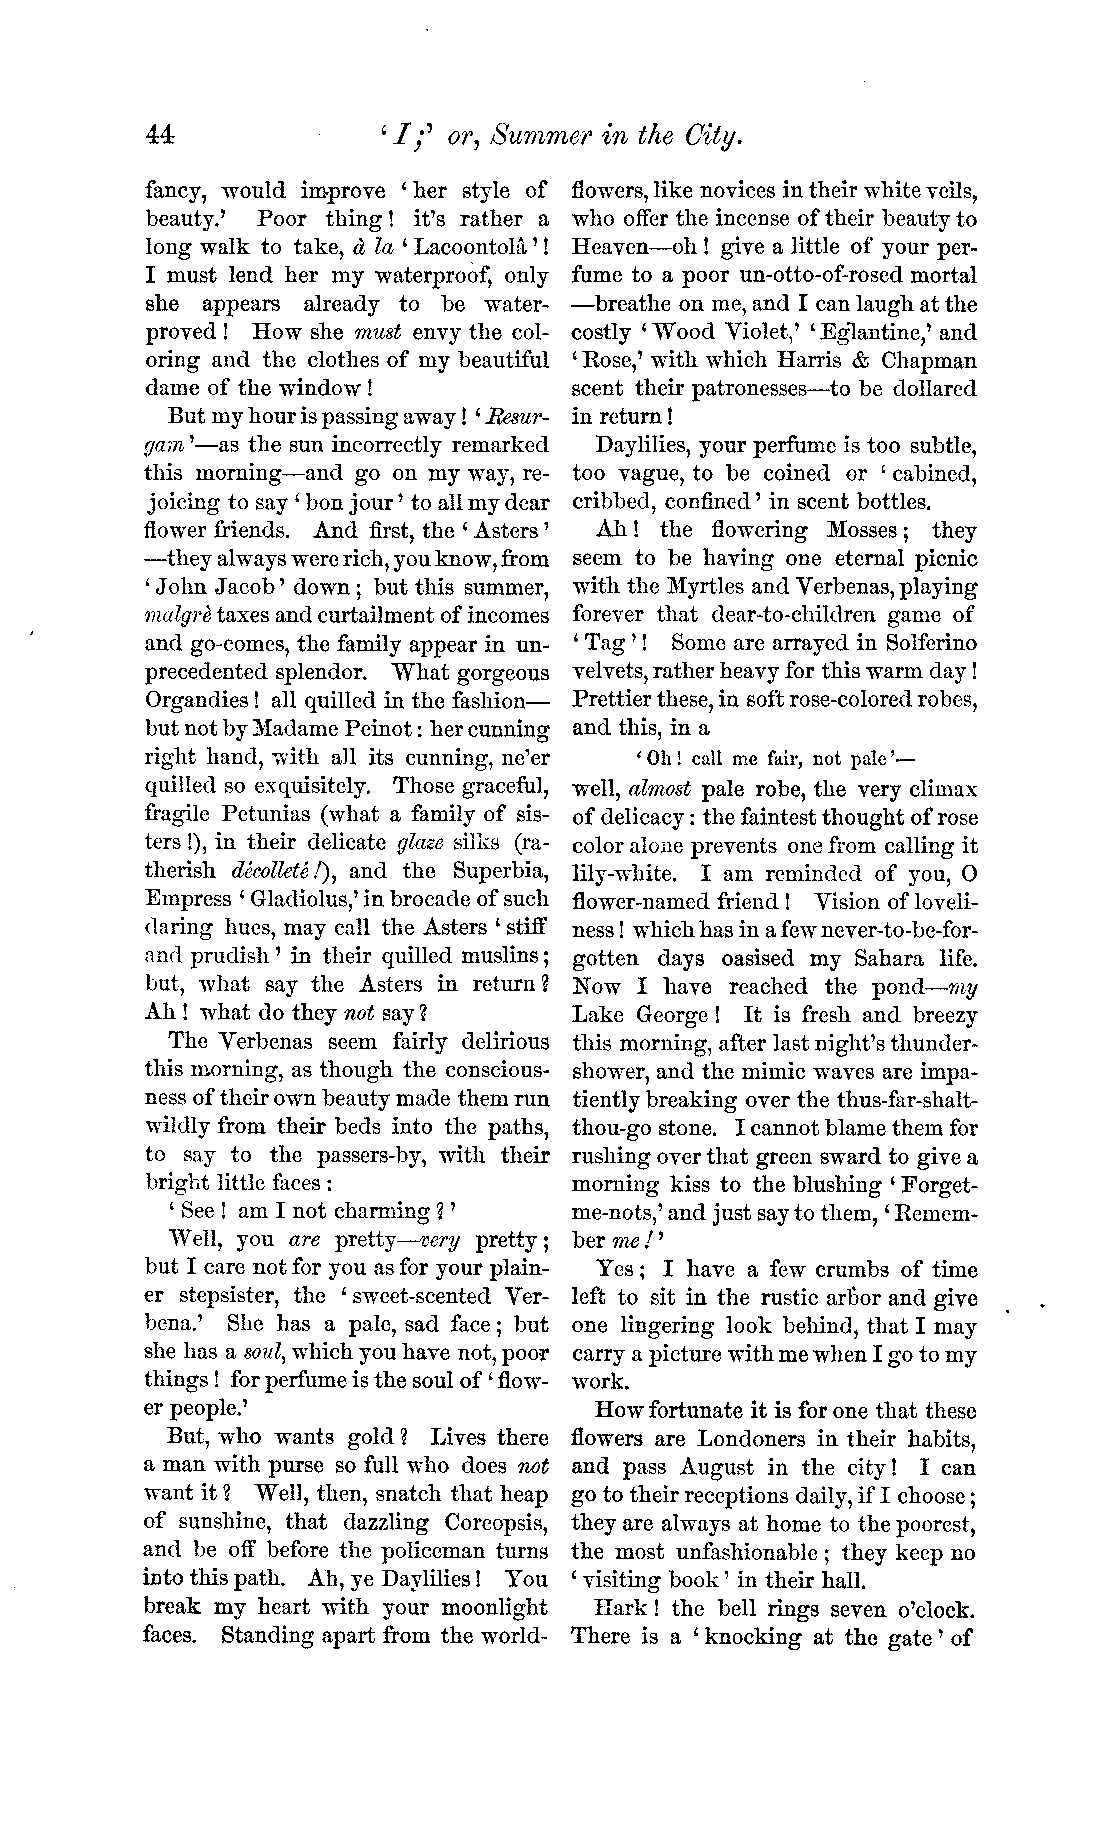 44 ‘I;’ or, Summer in the City.
fancy, would improve ‘her style of
beauty.’ Poor thing! it's rather a
long walk to take, à la ‘Lacoontolâ’!
I must lend her my waterproof, only
she appears already to be water-
proved! How she must envy the col-
oring and the clothes of my beautiful
dame of the window!
But my hour is passing away! ‘Resur-
gam’—as the sun incorrectly remarked
this morning—and go on my way, re-
joicing to say ‘bon jour’ to all my dear
flower friends. And first, the ‘Asters’
—they always were rich, you know, from
‘John Jacob’ down; but this summer,
malgrè taxes and curtailment of incomes
and go-comes, the family appear in un-
precedented splendor. What gorgeous
Organdies! all quilled in the fashion—
but not by Madame Peinot: her cunning
right hand, with all its cunning, ne'er
quilled so exquisitely. Those graceful,
fragile Petunias (what a family of sis-
ters!), in their delicate glaze silks (ra-
therish dècolletè!), and the Superbia,
Empress ‘Gladiolus,’ in brocade of such
daring hues, may call the Asters ‘stiff
and prudish’ in their quilled muslins;
but, what say the Asters in return?
Ah! what do they not say?
The Verbenas seem fairly delirious
this morning, as though the conscious-
ness of their own beauty made them run
wildly from their beds into the paths,
to say to the passers-by, with their
bright little faces:
‘See! am I not charming?’
Well, you are pretty—very pretty;
but I care not for you as for your plain-
er stepsister, the ‘sweet-scented Ver-
bena.’ She has a pale, sad face; but
she has a soul, which you have not, poor
things! for perfume is the soul of ‘flow-
er people.’
But, who wants gold? Lives there
a man with purse so full who does not
want it? Well, then, snatch that heap
of sunshine, that dazzling Coreopsis,
and be off before the policeman turns
into this path. Ah, ye Daylilies! You
break my heart with your moonlight
faces. Standing apart from the world-
flowers, like novices in their white veils,
who offer the incense of their beauty to
Heaven—oh! give a little of your per-
fume to a poor un-otto-of-rosed mortal
—breathe on me, and I can laugh at the
costly ‘Wood Violet,’ ‘Eglantine,’ and
‘Rose,’ with which Harris & Chapman
scent their patronesses—to be dollared
in return!
Daylilies, your perfume is too subtle,
too vague, to be coined or ‘cabined,
cribbed, confined’ in scent bottles.
Ah! the flowering Mosses; they
seem to be having one eternal picnic
with the Myrtles and Verbenas, playing
forever that dear-to-children game of
‘Tag’! Some are arrayed in Solferino
velvets, rather heavy for this warm day!
Prettier these, in soft rose-colored robes,
and this, in a
‘Oh! call me fair, not pale’—
well, almost pale robe, the very climax
of delicacy: the faintest thought of rose
color alone prevents one from calling it
lily-white. I am reminded of you, O
flower-named friend! Vision of loveli-
ness! which has in a few never-to-be-for-
gotten days oasised my Sahara life.
Now I have reached the pond—my
Lake George! It is fresh and breezy
this morning, after last night's thunder-
shower, and the mimic waves are impa-
tiently breaking over the thus-far-shalt-
thou-go stone. I cannot blame them for
rushing over that green sward to give a
morning kiss to the blushing ‘Forget-
me-nots,’ and just say to them, ‘Remem-
ber me!’
Yes; I have a few crumbs of time
left to sit in the rustic arbor and give
one lingering look behind, that I may
carry a picture with me when I go to my
work.
How fortunate it is for one that these
flowers are Londoners in their habits,
and pass August in the city! I can
go to their receptions daily, if I choose;
they are always at home to the poorest,
the most unfashionable; they keep no
‘visiting book’ in their hall.
Hark! the bell rings seven o'clock.
There is a ‘knocking at the gate’ of